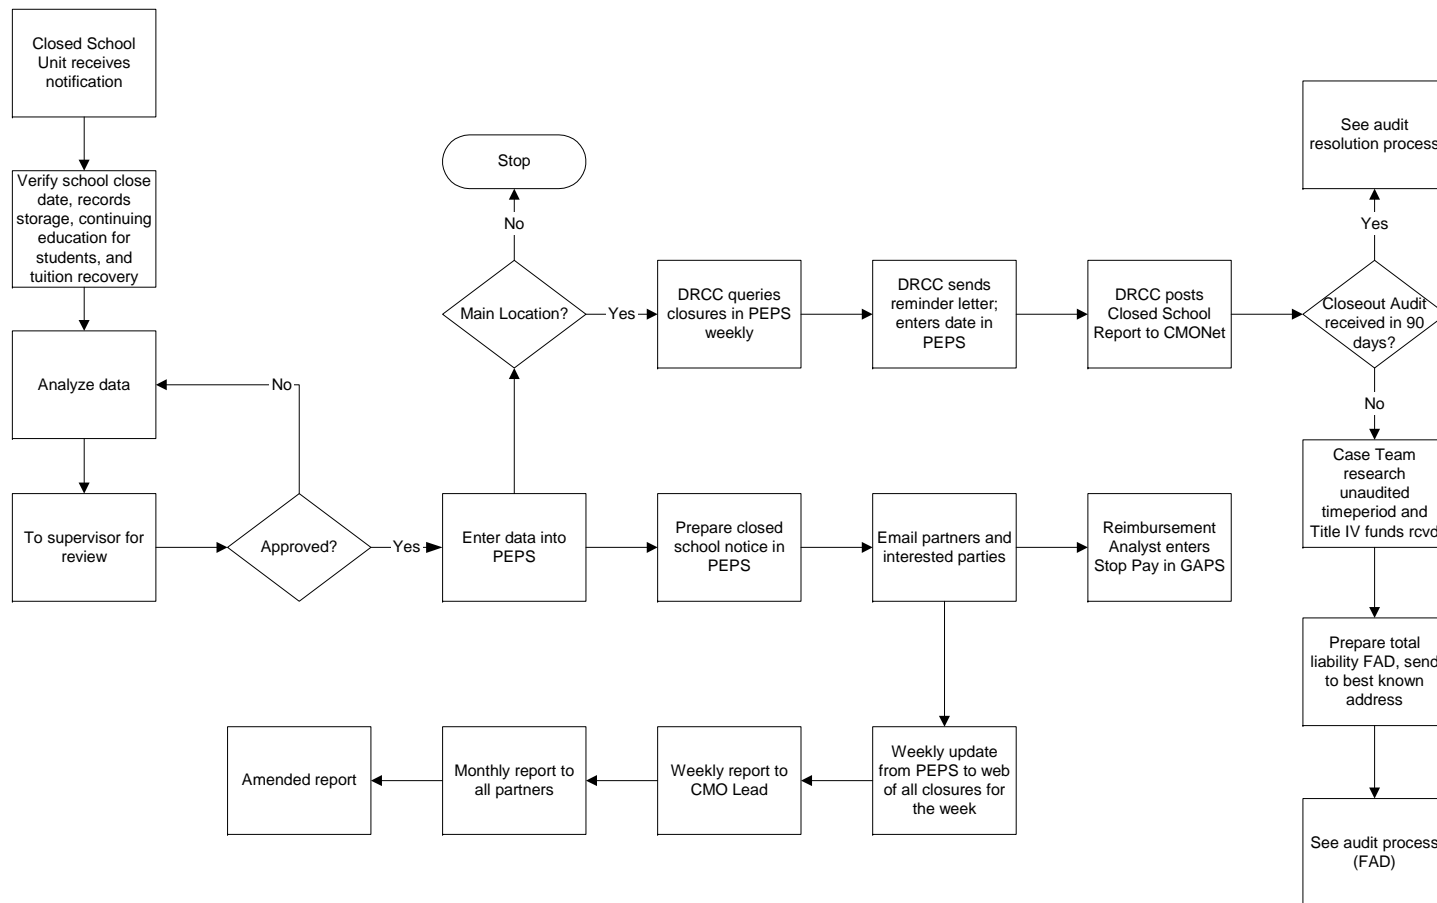 Closed School
Unit receives
notification
Verify school close
date, records
storage, continuing
education for
students, and
tuition recovery
Analyze data
To supervisor for
review
Approved?
No
Yes
Enter data into
PEPS
Main Location?
No
Stop
Yes
DRCC queries
closures in PEPS
weekly
DRCC sends
reminder letter;
enters date in
PEPS
DRCC posts
Closed School
Report to CMONet
Closeout Audit
received in 90
days?
Yes
See audit
resolution process
No
Case Team
research
unaudited
timeperiod and
Title IV funds rcvd
Prepare total
liability FAD, send
to best known
address
See audit process
(FAD)
Prepare closed
school notice in
PEPS
Email partners and
interested parties
Reimbursement
Analyst enters
Stop Pay in GAPS
Weekly update
from PEPS to web
of all closures for
the week
Weekly report to
CMO Lead
Monthly report to
all partners
Amended report